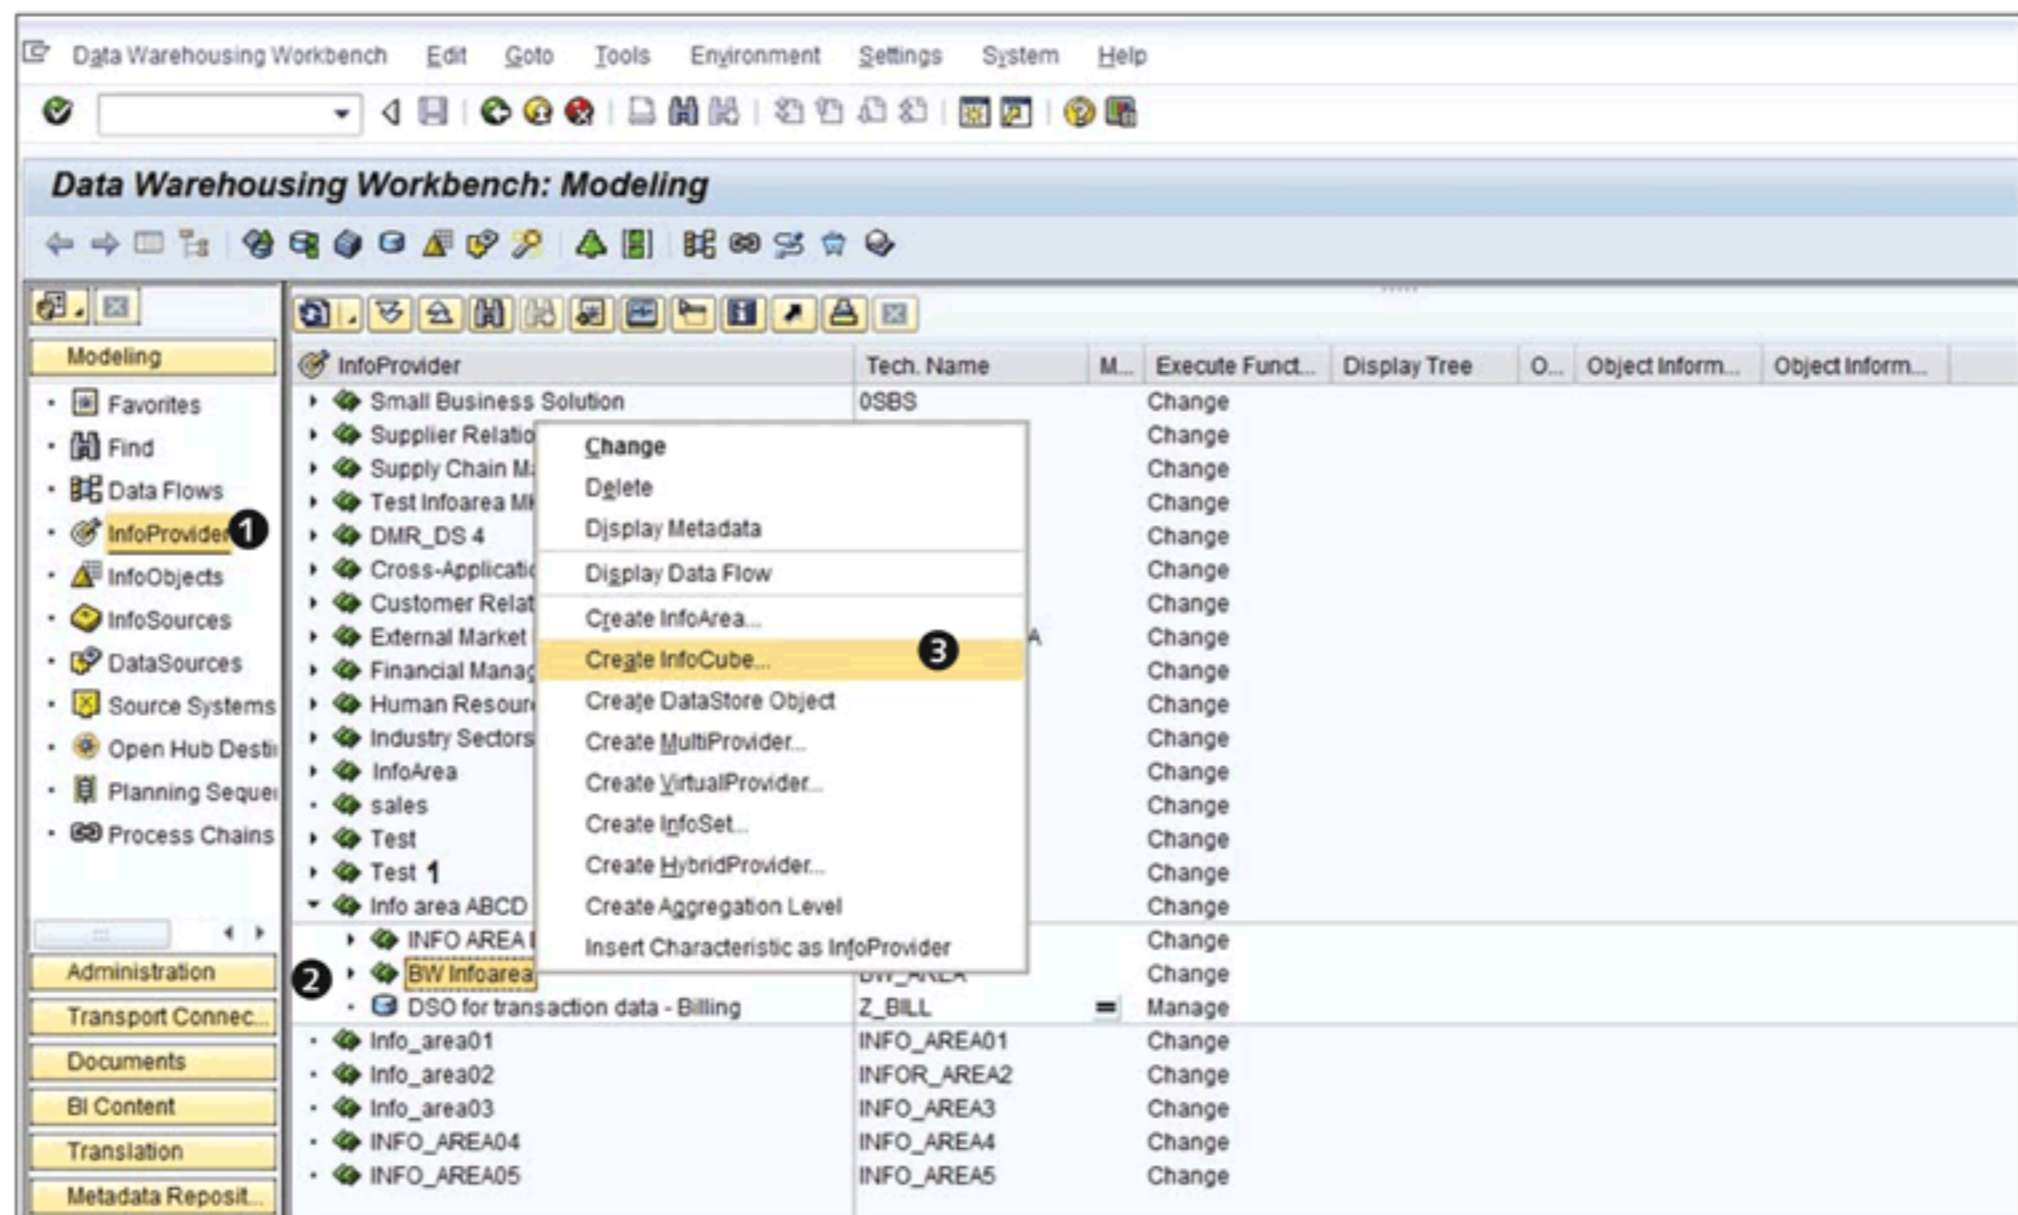 Data Warehousing Workbench Edit Goto Tools Environment Settings System Help
Data Warehousing Workbench: Modeling
Modeling
Favorites
Find
Data Flows
InfoProvider 1
InfoObjects
InfoSources
DataSources
Source Systems
Open Hub Desti
Planning Seque
Process Chains
Administration
Transport Connec...
Documents
BI Content
Translation
Metadata Reposit...
InfoProvider Tech. Name M... Execute Funct... Display Tree O... Object Inform... Object Inform...
Small Business Solution 0SBS Change
Supplier Relatio Change
Supply Chain Ma Change
Test Infoarea Change
DMR_DS 4 Change
Cross-Applicatio Change
Customer Relat Change
External Market A Change
Financial Manag Change
Human Resour Change
Industry Sectors Change
InfoArea Change
sales Change
Test Change
Test 1 Change
Info area ABCD Change
INFO AREA Change
2 BW Infoarea BW_AREA Change
DSO for transaction data - Billing Z_BILL Manage
Info_area01 INFO_AREA01 Change
Info_area02 INFOR_AREA2 Change
Info_area03 INFO_AREA3 Change
INFO_AREA04 INFO_AREA4 Change
INFO_AREA05 INFO_AREA5 Change
Change
Delete
Display Metadata
Display Data Flow
Create InfoArea...
Create InfoCube... 3
Create DataStore Object
Create MultiProvider...
Create VirtualProvider...
Create InfoSet...
Create HybridProvider...
Create Aggregation Level
Insert Characteristic as InfoProvider